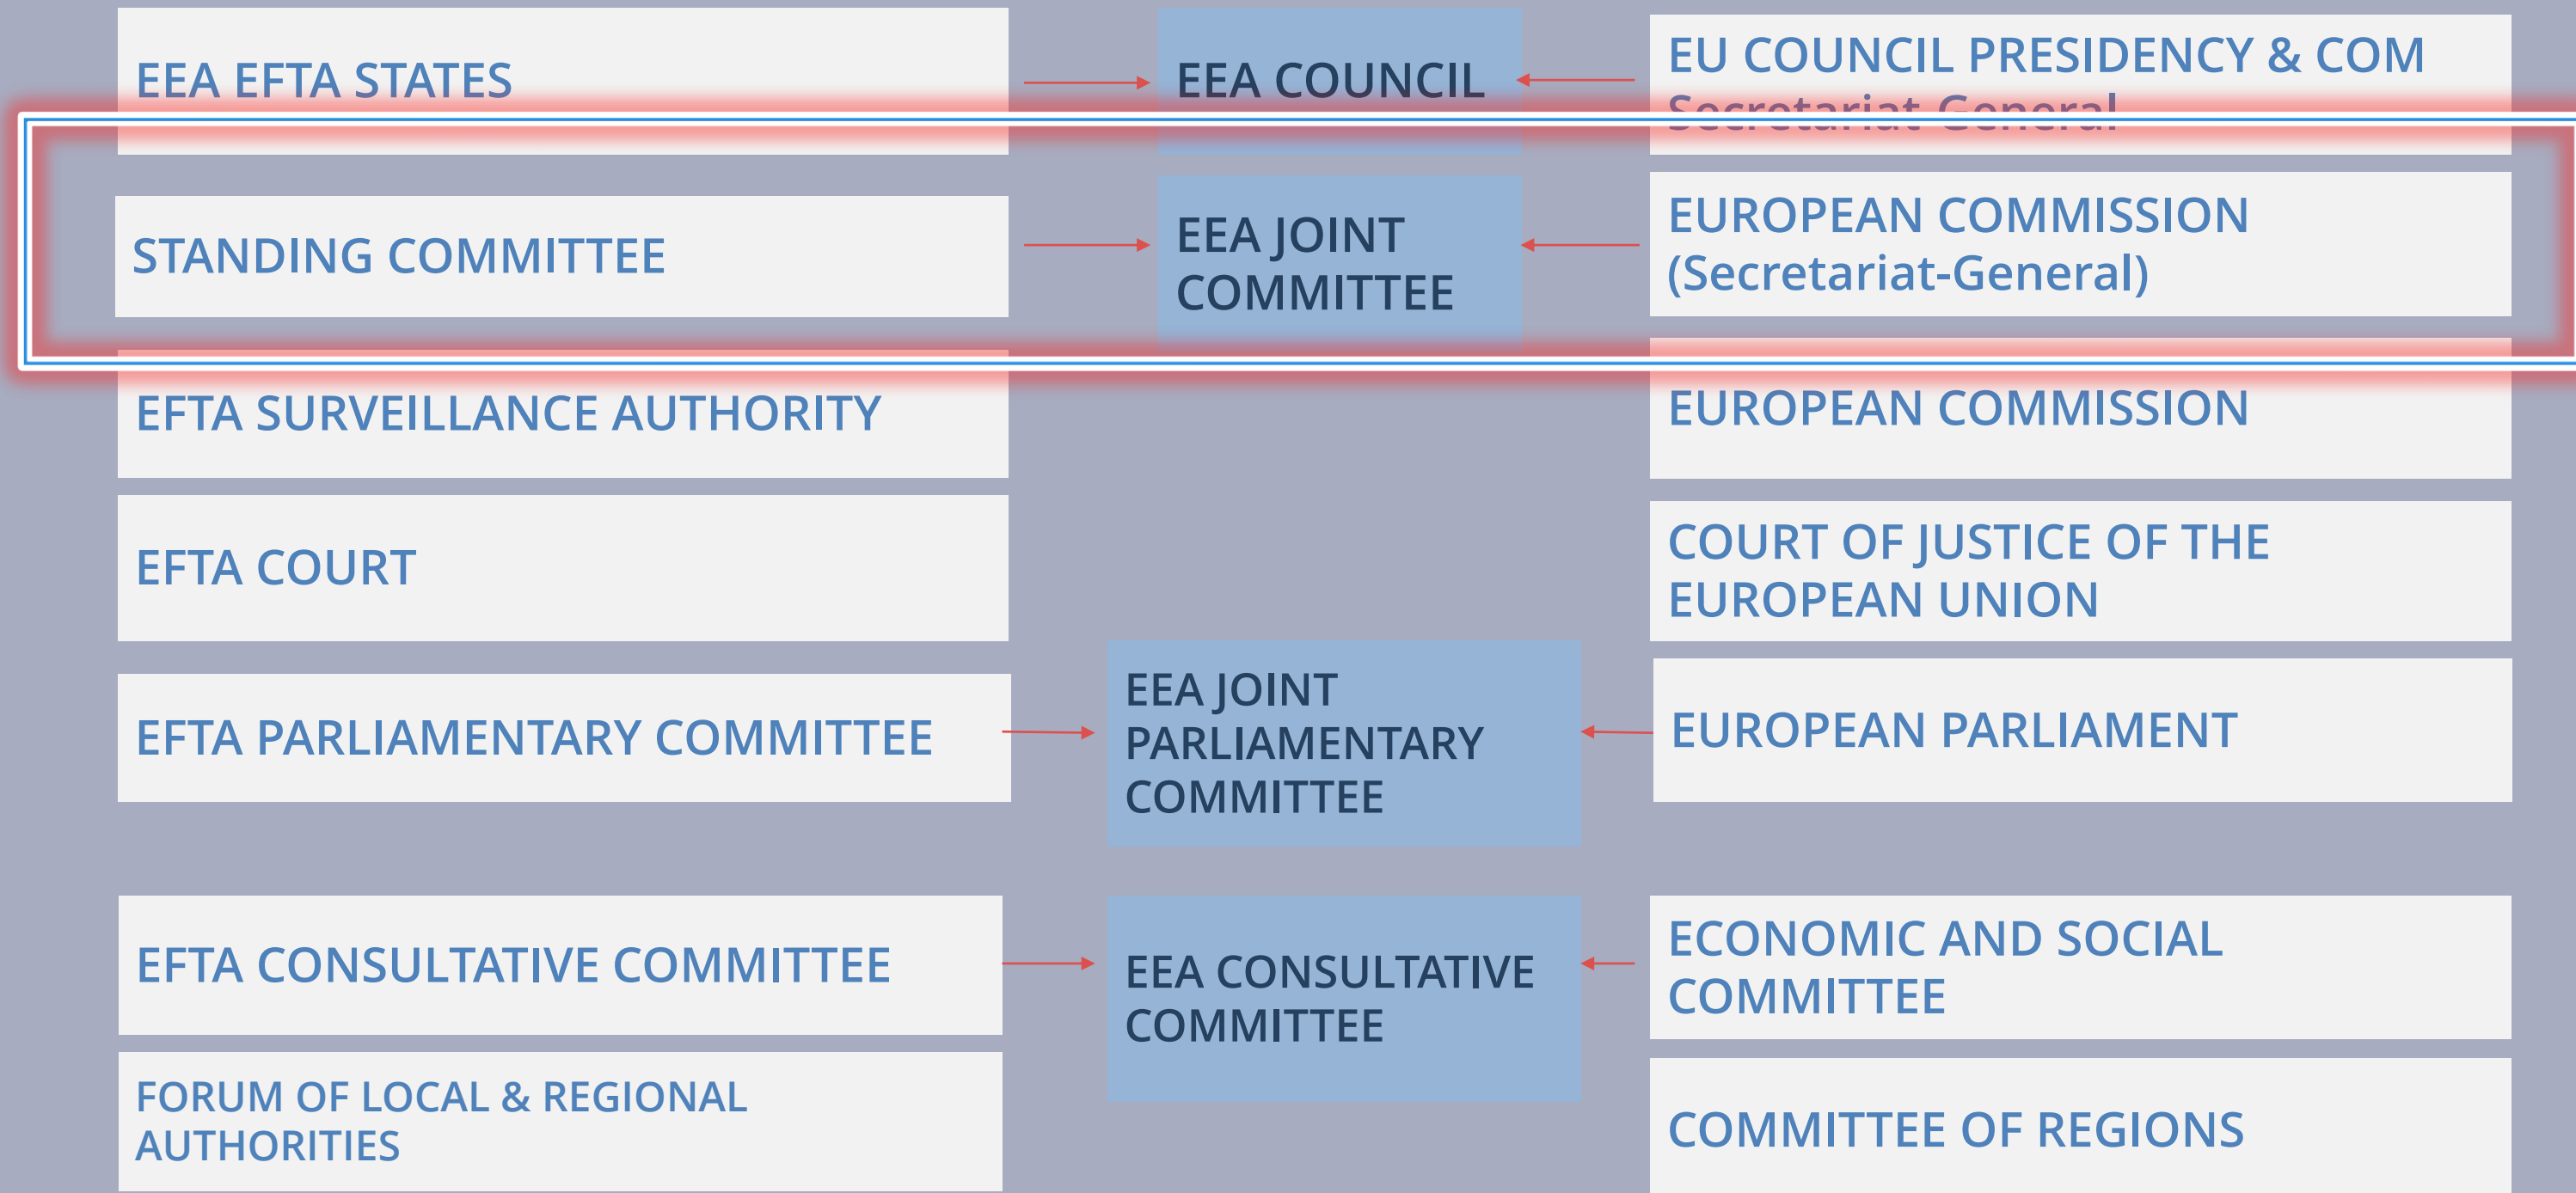 EEA EFTA STATES
EEA COUNCIL
EU COUNCIL PRESIDENCY & COM
Secretariat-General
STANDING COMMITTEE
EEA JOINT
COMMITTEE
EUROPEAN COMMISSION
(Secretariat-General)
EFTA SURVEILLANCE AUTHORITY
EUROPEAN COMMISSION
EFTA COURT
COURT OF JUSTICE OF THE
EUROPEAN UNION
EFTA PARLIAMENTARY COMMITTEE
EEA JOINT
PARLIAMENTARY
COMMITTEE
EUROPEAN PARLIAMENT
EFTA CONSULTATIVE COMMITTEE
EEA CONSULTATIVE
COMMITTEE
ECONOMIC AND SOCIAL
COMMITTEE
FORUM OF LOCAL & REGIONAL
AUTHORITIES
COMMITTEE OF REGIONS